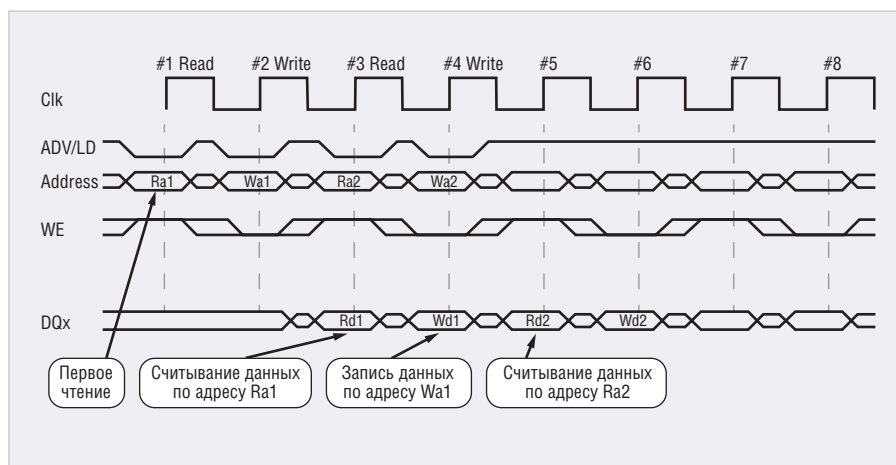 #1 Read #2 Write #3 Read #4 Write #5 #6 #7 #8
Clk
ADV/LD
Address Ra1 Wa1 Ra2 Wa2
WE
DQx Rd1 Wd1 Rd2 Wd2
Первое
чтение
Считывание данных
по адресу Ra1
Запись данных
по адресу Wa1
Считывание данных
по адресу Ra2